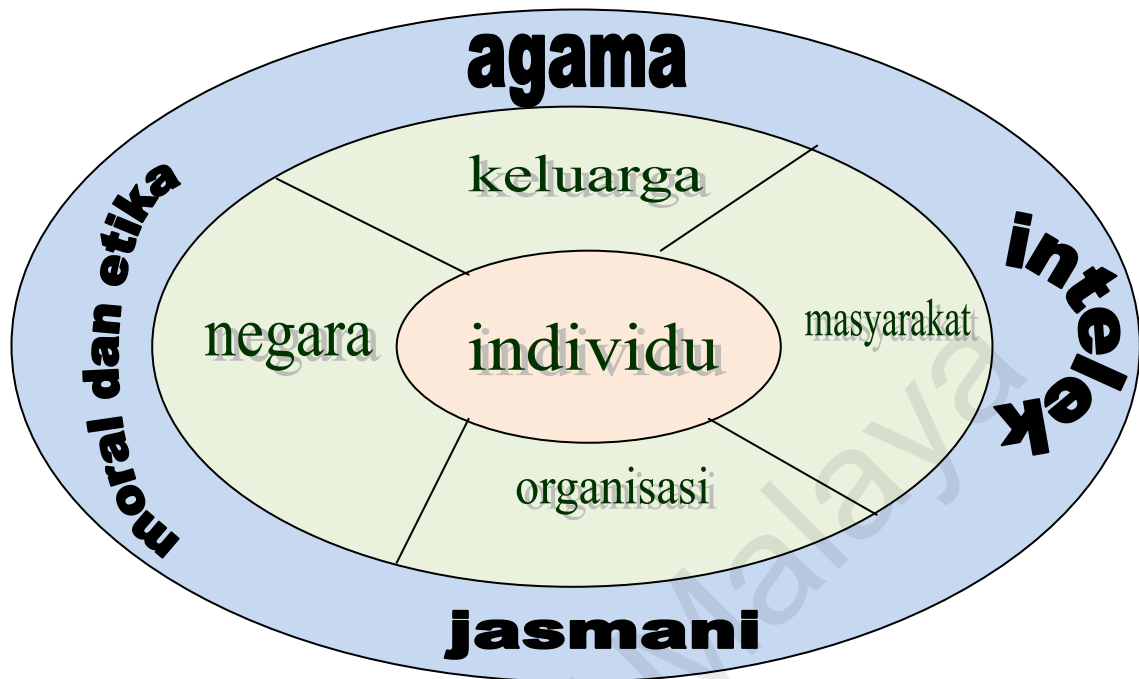 agama
keluarga
moral dan etika
negara
individu
masyarakat
intelek
organisasi
jasmani
Malaya